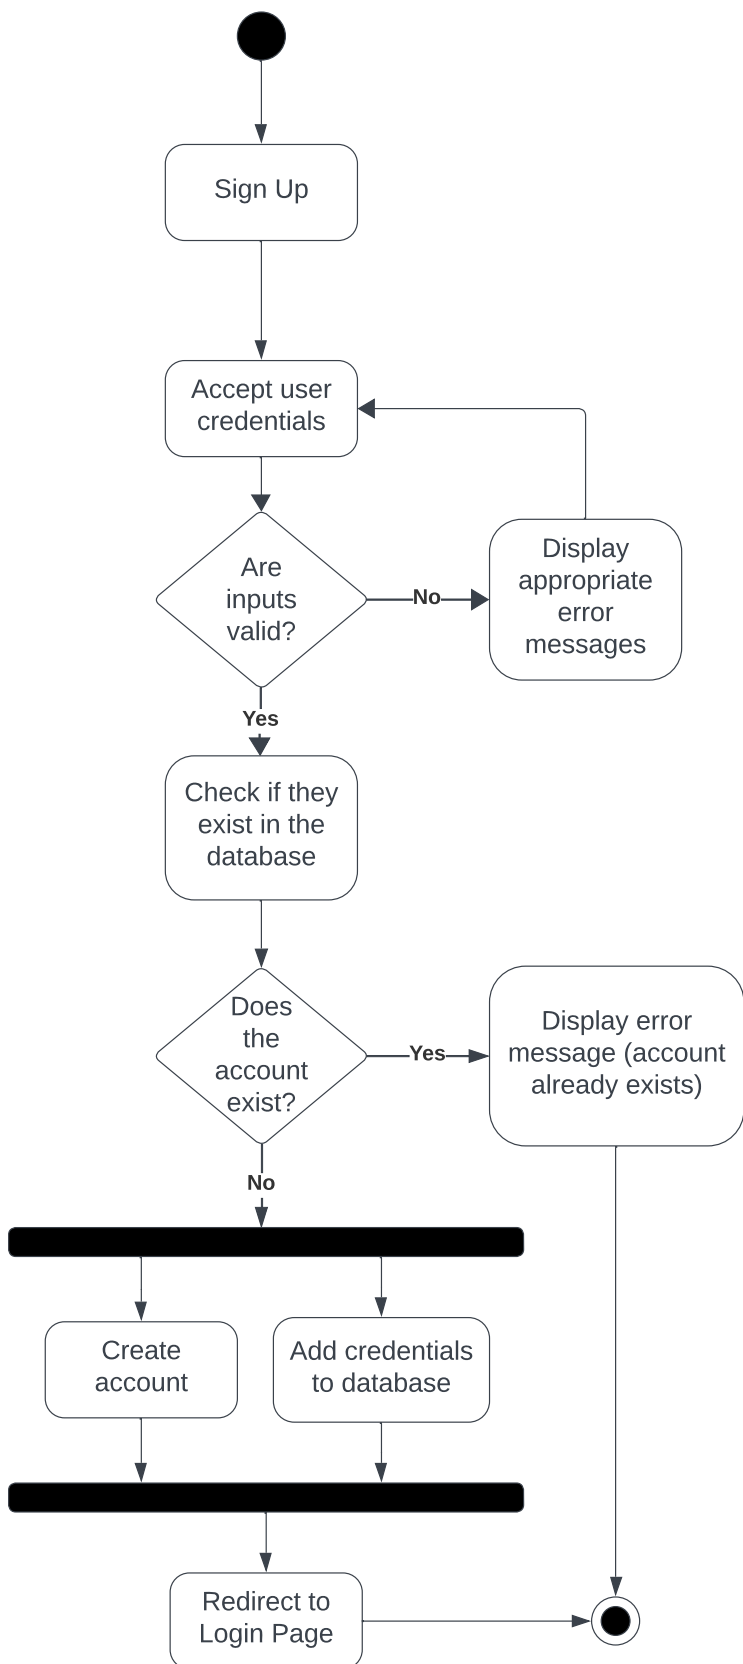 Sign Up
Accept user
credentials
Are
inputs
valid?
No
Display
appropriate
error
messages
Yes
Check if they
exist in the
database
Does
the
account
exist?
Yes
Display error
message (account
already exists)
No
Create
account
Add credentials
to database
Redirect to
Login Page